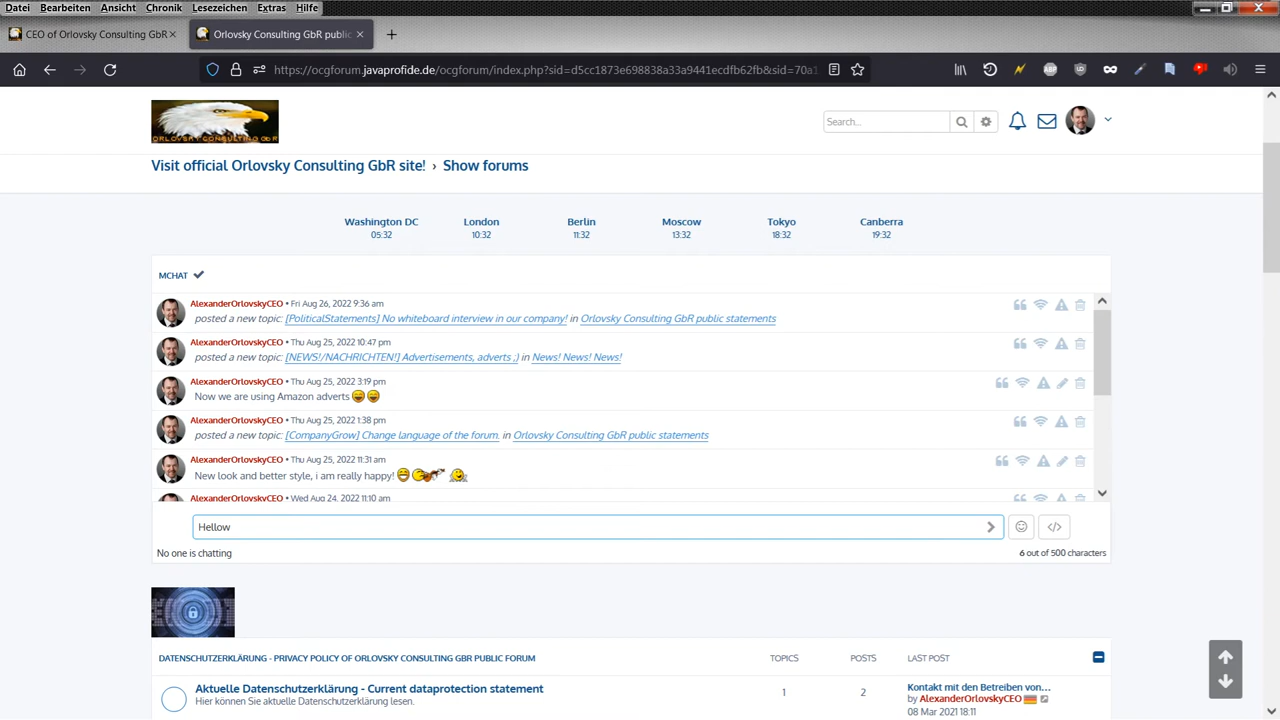 Datei Bearbeiten Ansicht Chronik Lesezeichen Extras Hilfe
CEO of Orlovsky Consulting GbR
Orlovsky Consulting GbR public
https://ocgforum.javaprofide.de/ocgforum/index.php?sid=d5cc1873e698838a33a9441ecdfb62fb&sid=70a1
ORLOVSKY CONSULTING GbR
Search...
Visit official Orlovsky Consulting GbR site! › Show forums
Washington DC London Berlin Moscow Tokyo Canberra
05:32 10:32 11:32 13:32 18:32 19:32
MCHAT
AlexanderOrlovskyCEO • Fri Aug 26, 2022 9:36 am
posted a new topic: [PoliticalStatements] No whiteboard interview in our company! in Orlovsky Consulting GbR public statements
AlexanderOrlovskyCEO • Thu Aug 25, 2022 10:47 pm
posted a new topic: [NEWS!/NACHRICHTEN!] Advertisements, adverts ;) in News! News! News!
AlexanderOrlovskyCEO • Thu Aug 25, 2022 3:19 pm
Now we are using Amazon adverts
AlexanderOrlovskyCEO • Thu Aug 25, 2022 1:38 pm
posted a new topic: [CompanyGrow] Change language of the forum. in Orlovsky Consulting GbR public statements
AlexanderOrlovskyCEO • Thu Aug 25, 2022 11:31 am
New look and better style, i am really happy!
AlexanderOrlovskyCEO • Wed Aug 24, 2022 11:10 am
Hellow
No one is chatting 6 out of 500 characters
DATENSCHUTZERKLÄRUNG - PRIVACY POLICY OF ORLOVSKY CONSULTING GBR PUBLIC FORUM TOPICS POSTS LAST POST
Aktuelle Datenschutzerklärung - Current dataprotection statement 1 2 Kontakt mit den Betreiben von…
Hier können Sie aktuelle Datenschutzerklärung lesen. by AlexanderOrlovskyCEO
08 Mar 2021 18:11